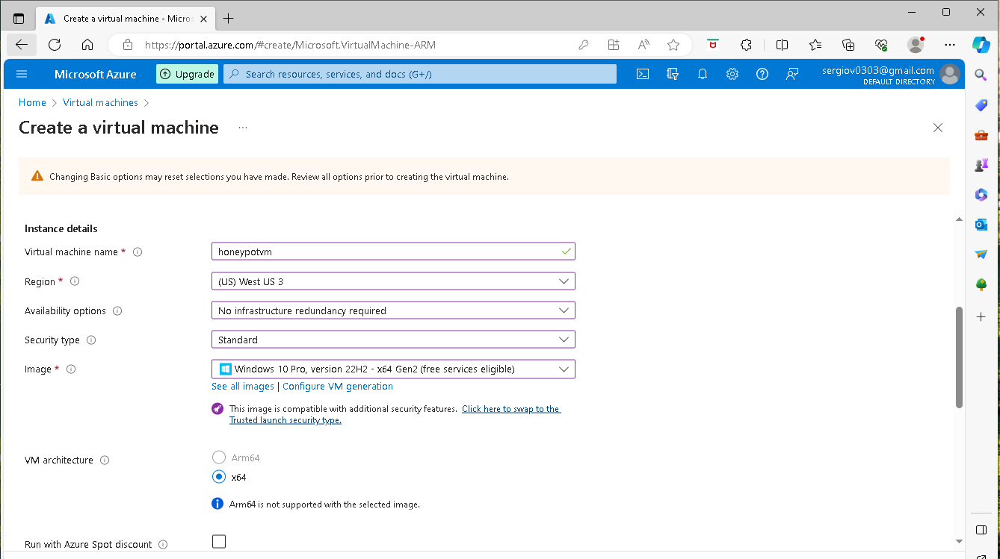 Create a virtual machine - Micros
https://portal.azure.com/#create/Microsoft.VirtualMachine-ARM
Microsoft Azure
Upgrade
Search resources, services, and docs (G+/)
sergiov0303@gmail.com
DEFAULT DIRECTORY
Home > Virtual machines >
Create a virtual machine ...
Changing Basic options may reset selections you have made. Review all options prior to creating the virtual machine.
Instance details
Virtual machine name *
honeypotvm
Region *
(US) West US 3
Availability options
No infrastructure redundancy required
Security type
Standard
Image *
Windows 10 Pro, version 22H2 - x64 Gen2 (free services eligible)
See all images | Configure VM generation
This image is compatible with additional security features. Click here to swap to the
Trusted launch security type.
VM architecture
Arm64
x64
Arm64 is not supported with the selected image.
Run with Azure Spot discount